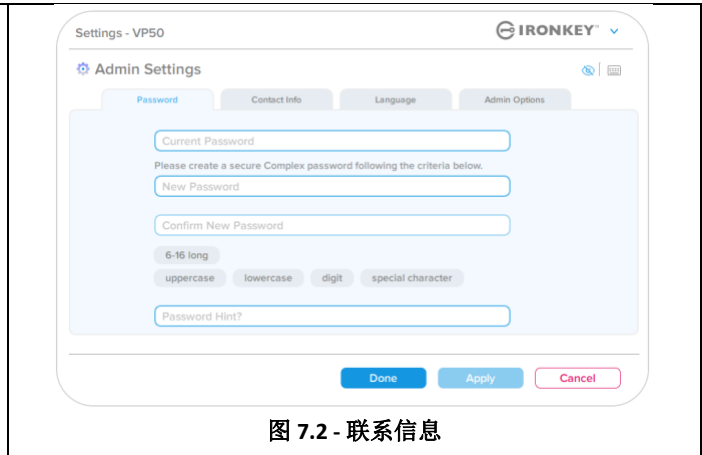 Settings - VP50
IRONKEY™
Admin Settings
Password
Contact Info
Language
Admin Options
Current Password
Please create a secure Complex password following the criteria below.
New Password
Confirm New Password
6-16 long
uppercase lowercase digit special character
Password Hint?
Done Apply Cancel
图 7.2 - 联系信息